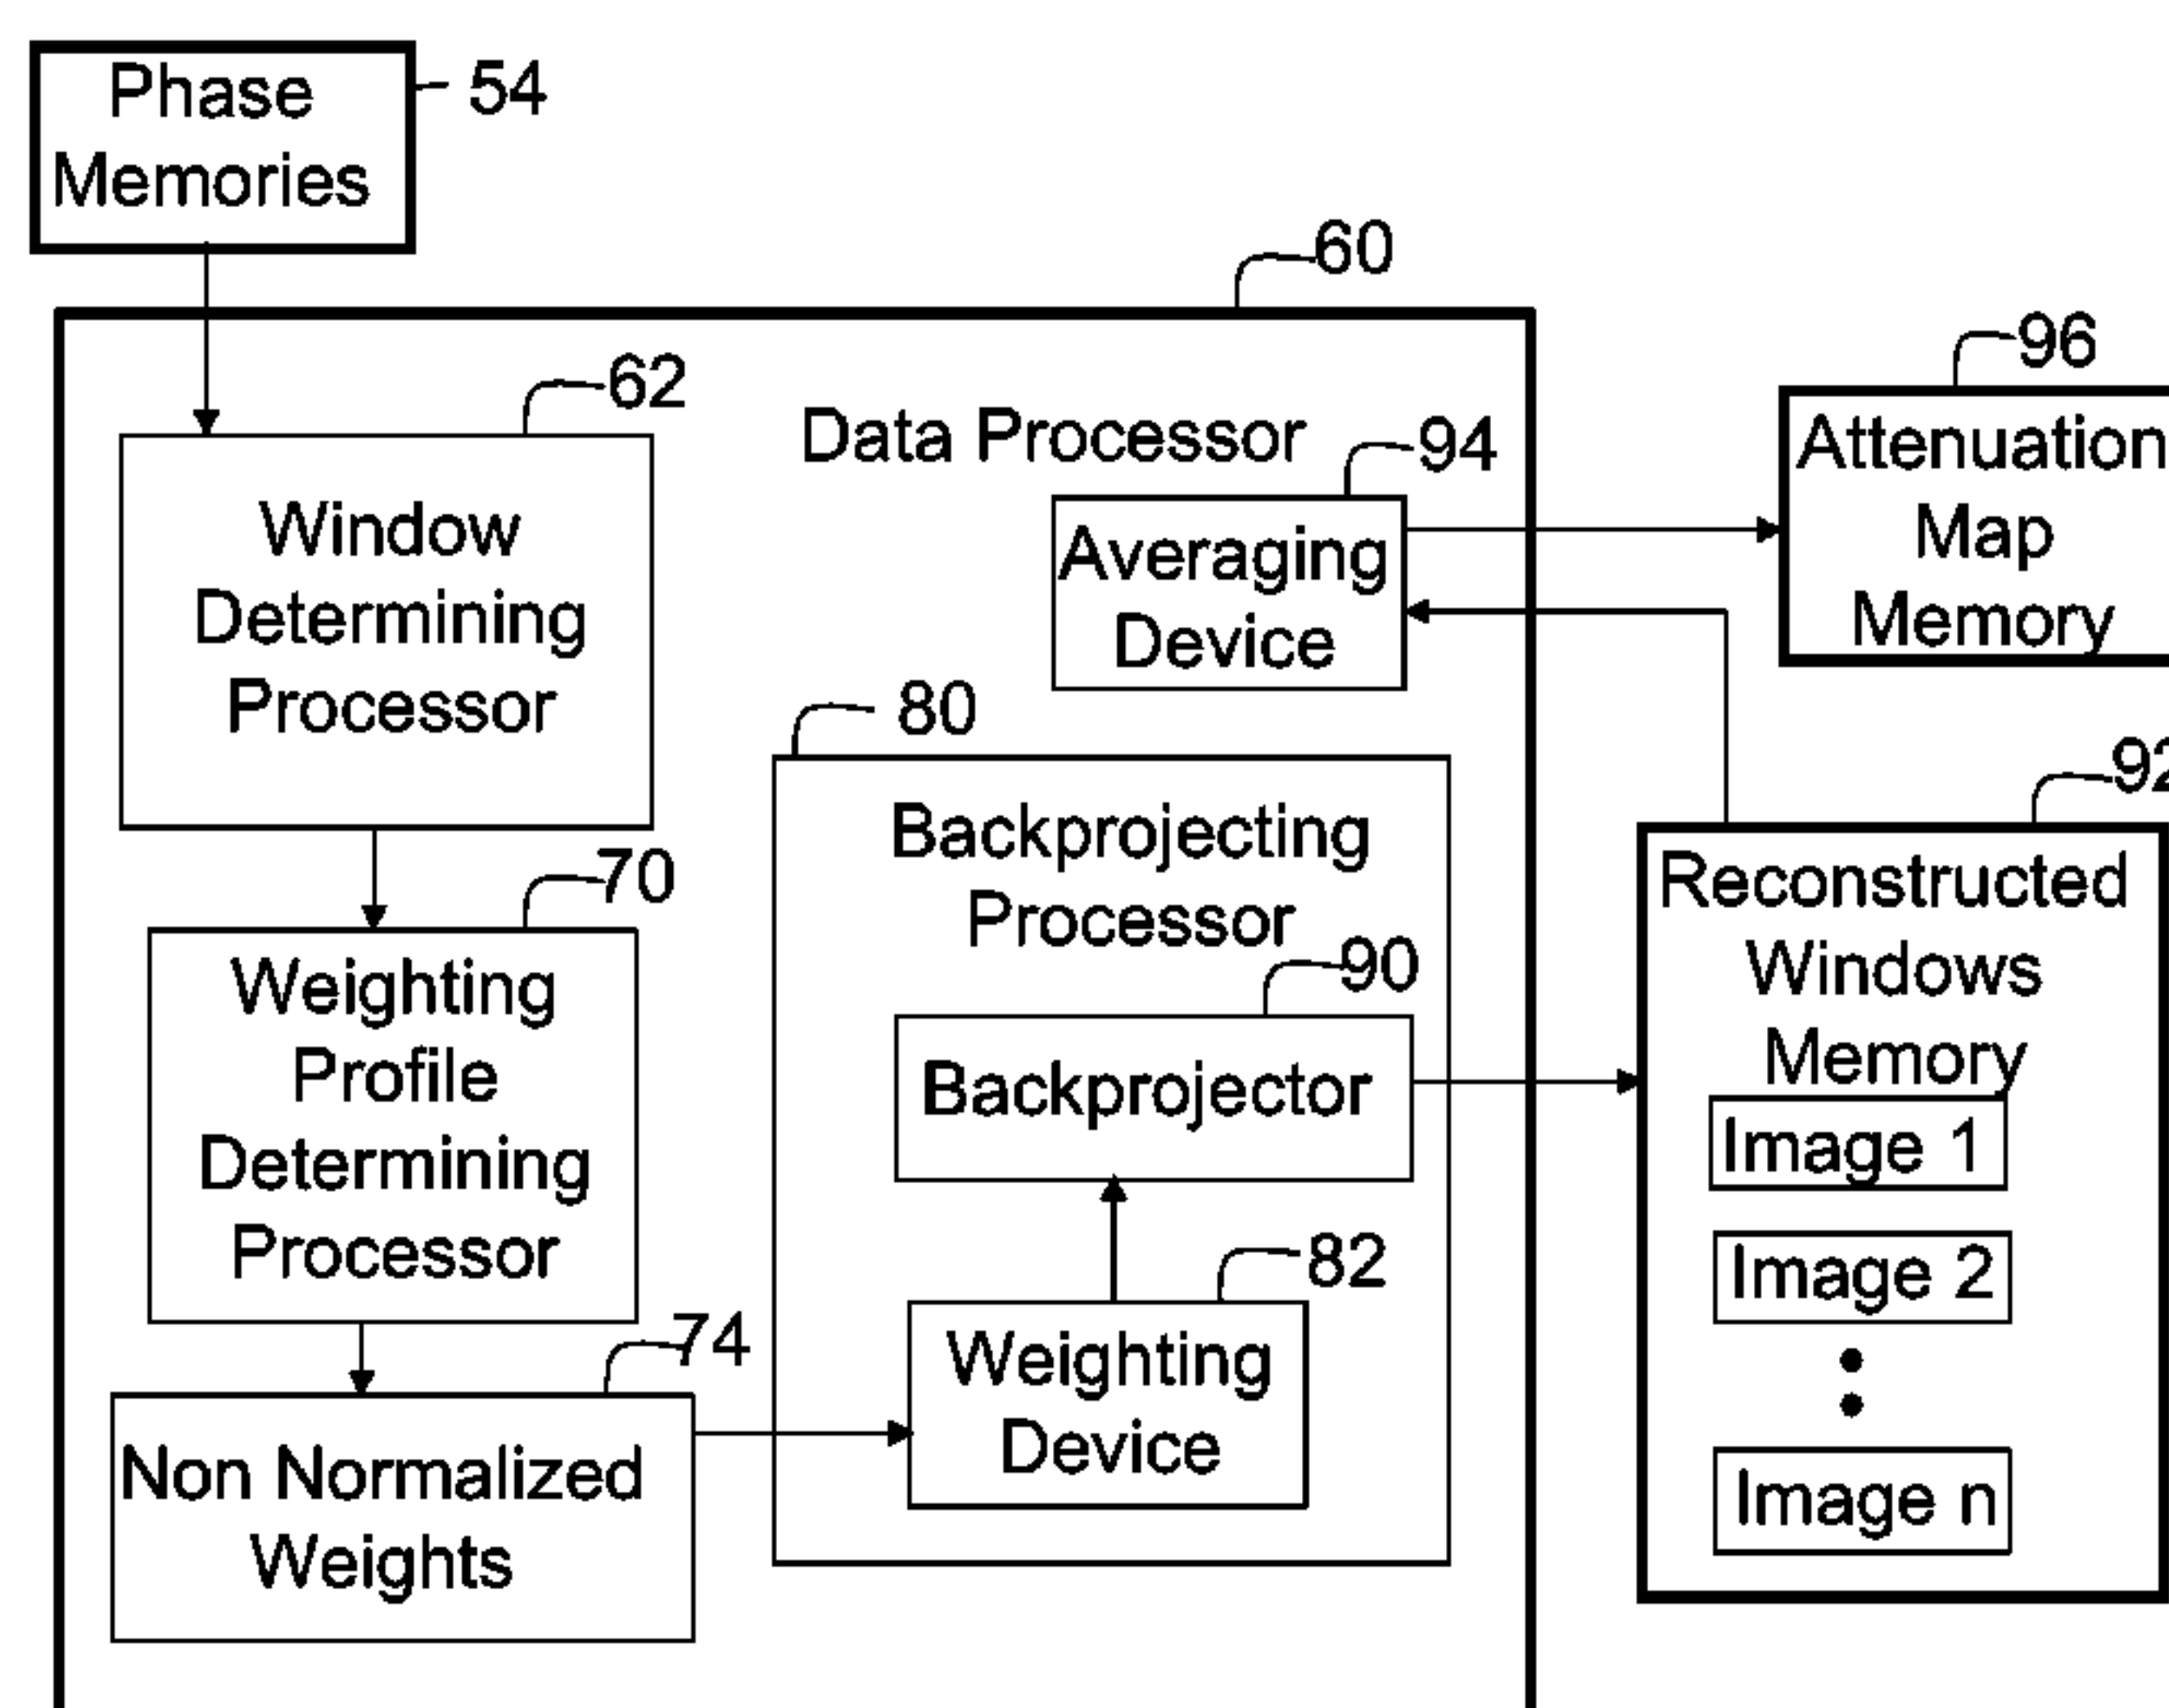 Phase
Memories
54
60
62
Data Processor
94
96
Attenuation
Map
Memory
Window
Determining
Processor
Averaging
Device
80
92
70
Backprojecting
Processor
90
Reconstructed
Windows
Memory
Weighting
Profile
Determining
Processor
Backprojector
Image 1
82
Image 2
74
Weighting
Device
Non Normalized
Weights
Image n